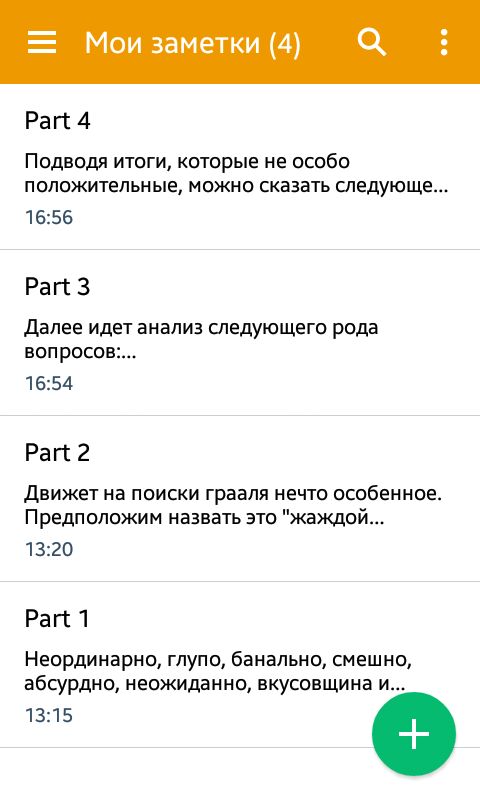 Мои заметки (4)
Part 4
Подводя итоги, которые не особо
положительные, можно сказать следующе...
16:56
Part 3
Далее идет анализ следующего рода
вопросов:...
16:54
Part 2
Движет на поиски грааля нечто особенное.
Предположим назвать это "жаждой...
13:20
Part 1
Неординарно, глупо, банально, смешно,
абсурдно, неожиданно, вкусовщина и...
13:15